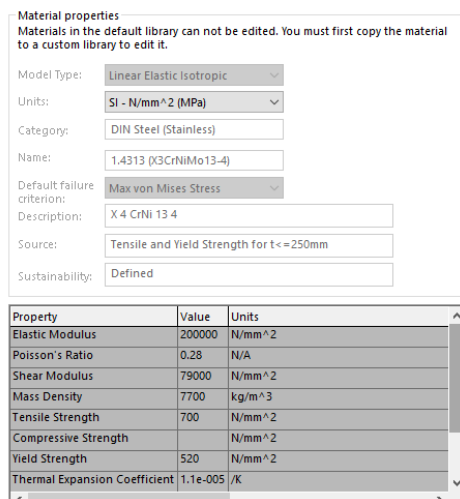 Material properties
Materials in the default library can not be edited. You must first copy the material
to a custom library to edit it.
Model Type: Linear Elastic Isotropic
Units: SI - N/mm^2 (MPa)
Category: DIN Steel (Stainless)
Name: 1.4313 (X3CrNiMo13-4)
Default failure
criterion: Max von Mises Stress
Description: X 4 CrNi 13 4
Source: Tensile and Yield Strength for t<=250mm
Sustainability: Defined
Property Value Units
Elastic Modulus 200000 N/mm^2
Poisson's Ratio 0.28 N/A
Shear Modulus 79000 N/mm^2
Mass Density 7700 kg/m^3
Tensile Strength 700 N/mm^2
Compressive Strength N/mm^2
Yield Strength 520 N/mm^2
Thermal Expansion Coefficient 1.1e-005 /K